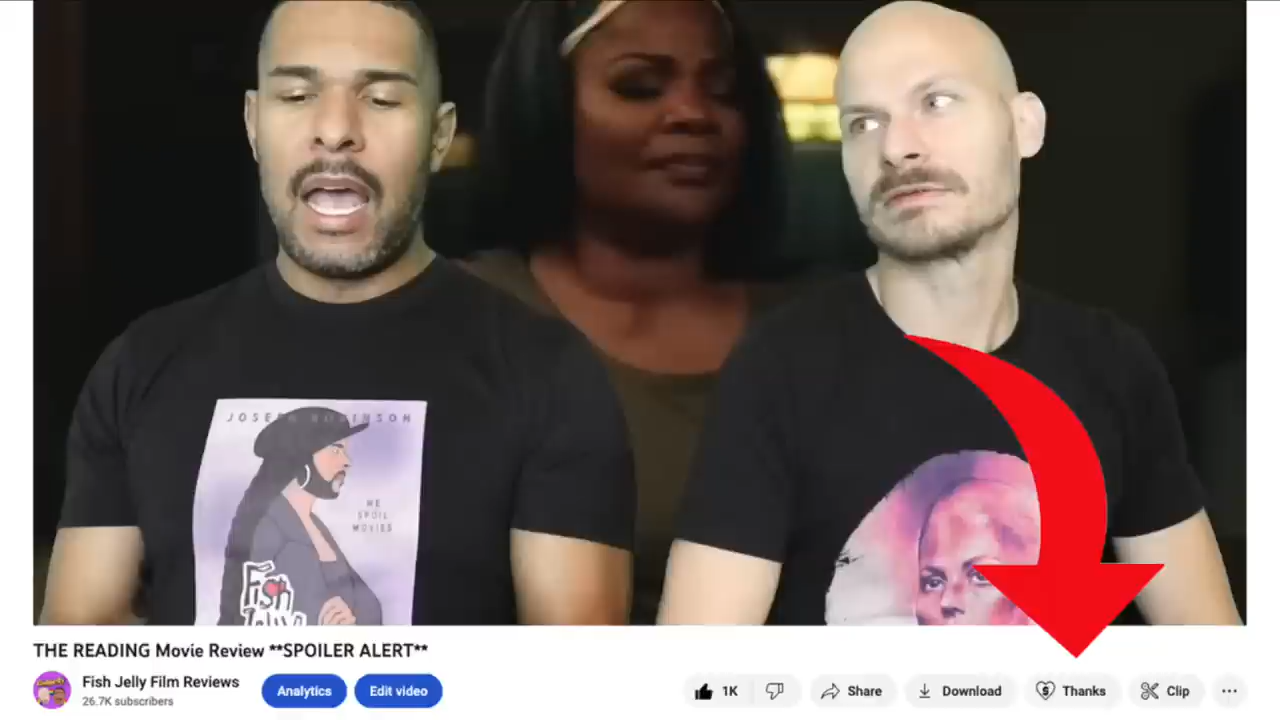 JOSEPH ROBINSON
WE
SPOIL
MOVIES
Fish
Jelly
THE READING Movie Review **SPOILER ALERT**
Fish Jelly Film Reviews
26.7K subscribers
Analytics
Edit video
1K
Share
Download
$ Thanks
Clip